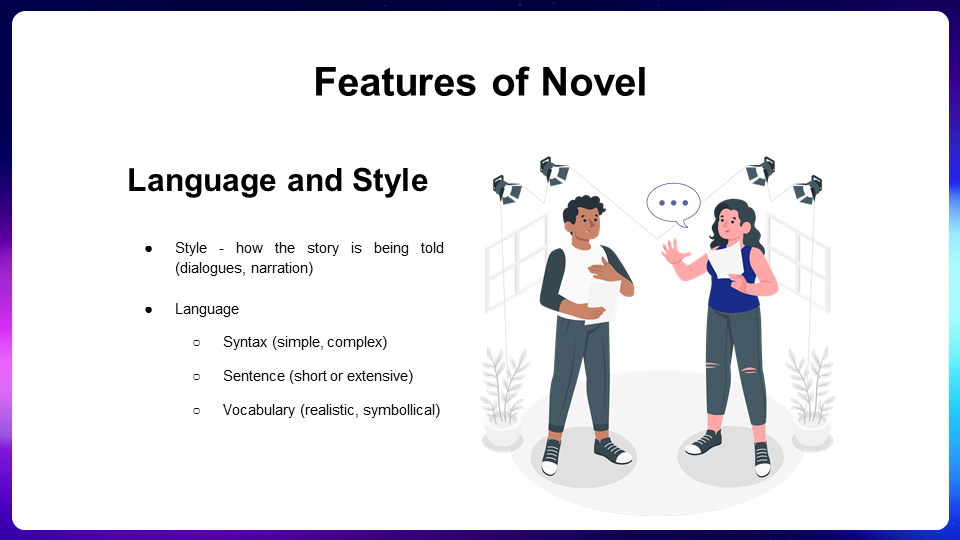 Features of Novel
Language and Style
● Style - how the story is being told
(dialogues, narration)
● Language
○ Syntax (simple, complex)
○ Sentence (short or extensive)
○ Vocabulary (realistic, symbollical)